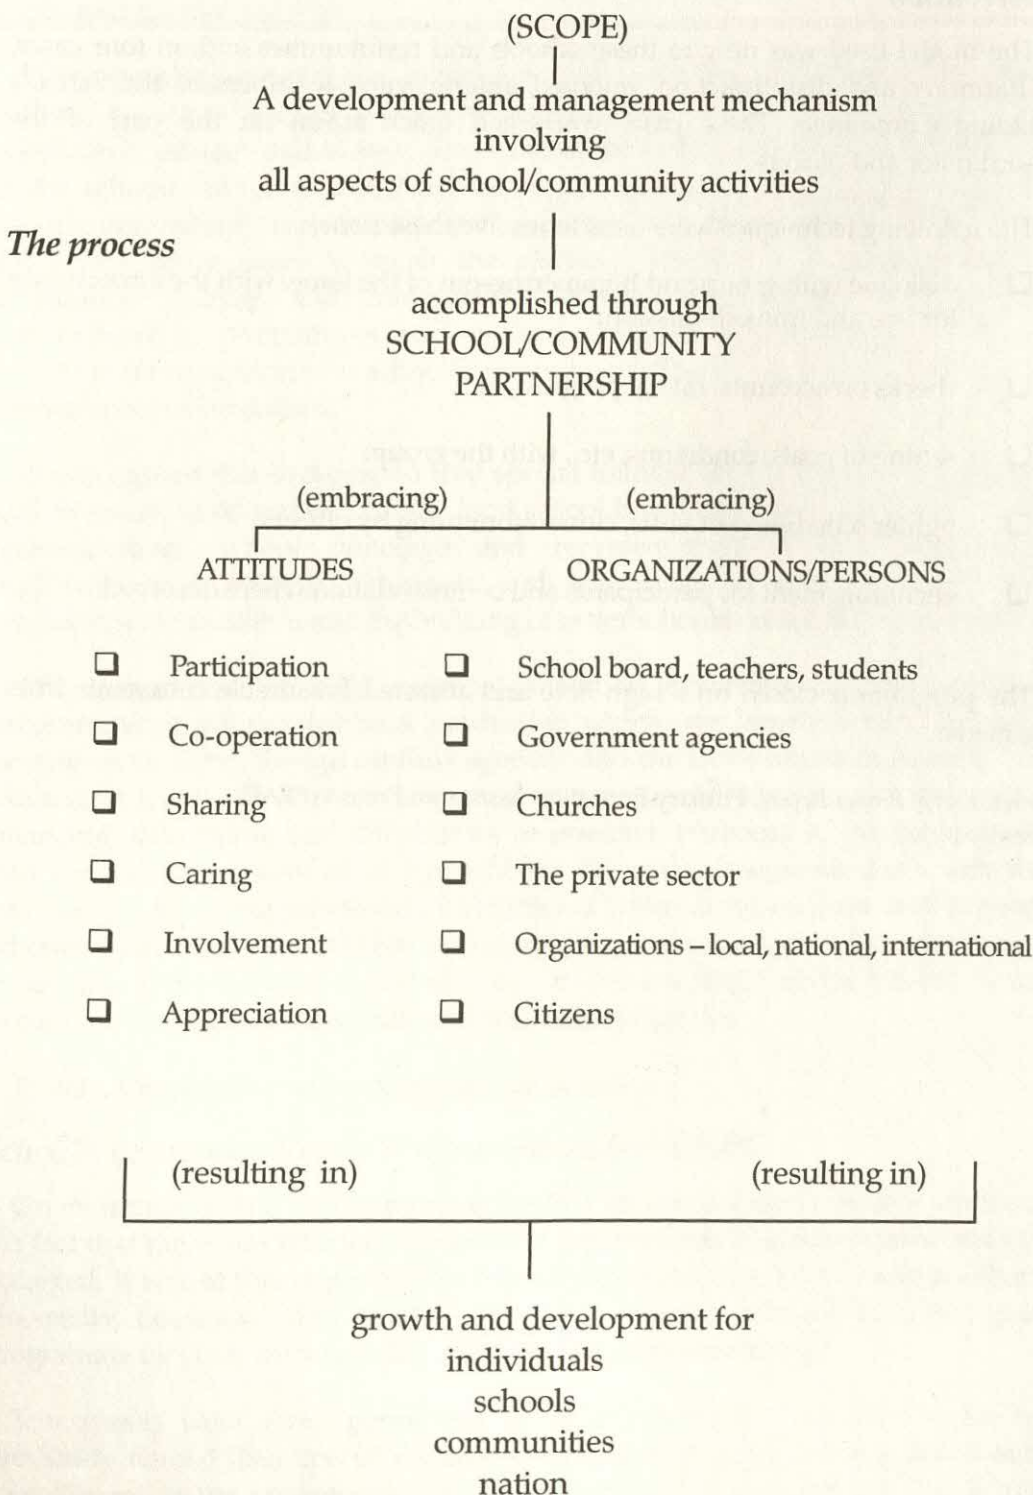 (SCOPE)
A development and management mechanism
involving
all aspects of school/community activities
The process
accomplished through
SCHOOL/COMMUNITY
PARTNERSHIP
(embracing) (embracing)
ATTITUDES ORGANIZATIONS/PERSONS
❑ Participation ❑ School board, teachers, students
❑ Co-operation ❑ Government agencies
❑ Sharing ❑ Churches
❑ Caring ❑ The private sector
❑ Involvement ❑ Organizations – local, national, international
❑ Appreciation ❑ Citizens
(resulting in) (resulting in)
growth and development for
individuals
schools
communities
nation